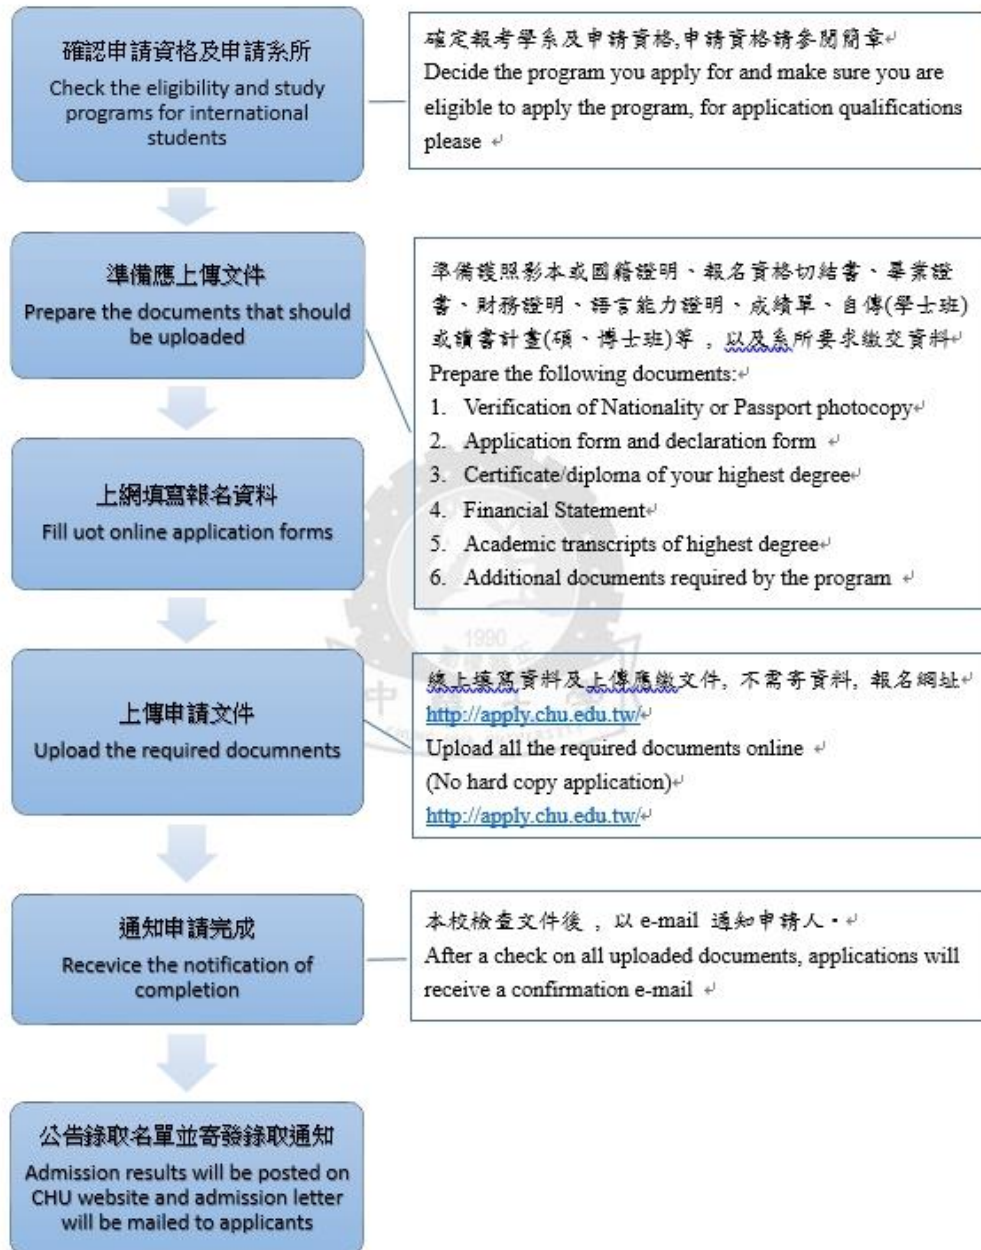 確認申請資格及申請系所
Check the eligibility and study
programs for international
students
確定報考學系及申請資格,申請資格請參閱簡章↵
Decide the program you apply for and make sure you are
eligible to apply the program, for application qualifications
please ↵
準備應上傳文件
Prepare the documents that should
be uploaded
準備護照影本或國籍證明、報名資格切結書、畢業證
書、財務證明、語言能力證明、成績單、自傳(學士班)
或讀書計畫(碩、博士班)等 , 以及系所要求繳交資料↵
Prepare the following documents:↵
1. Verification of Nationality or Passport photocopy↵
2. Application form and declaration form ↵
3. Certificate/diploma of your highest degree↵
4. Financial Statement↵
5. Academic transcripts of highest degree↵
6. Additional documents required by the program ↵
上網填寫報名資料
Fill uot online application forms
1990
上傳申請文件
Upload the required documnents
線上填寫資料及上傳應繳文件, 不需寄資料, 報名網址↵
http://apply.chu.edu.tw/↵
Upload all the required documents online ↵
(No hard copy application)↵
http://apply.chu.edu.tw/↵
通知申請完成
Recevice the notification of
completion
本校檢查文件後 , 以 e-mail 通知申請人。↵
After a check on all uploaded documents, applications will
receive a confirmation e-mail ↵
公告錄取名單並寄發錄取通知
Admission results will be posted on
CHU website and admission letter
will be mailed to applicants